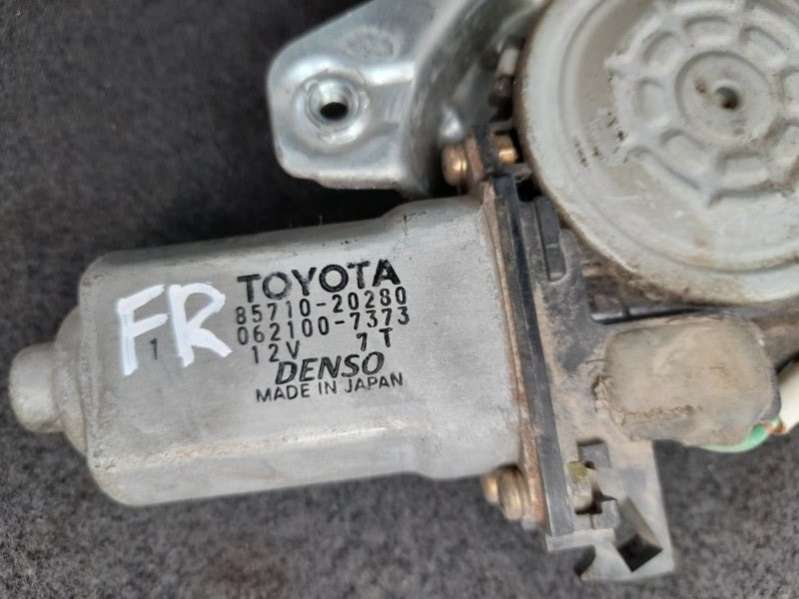 TOYOTA
85710-20280
062100-7373
12V 7T
DENSO
MADE IN JAPAN
FR
1